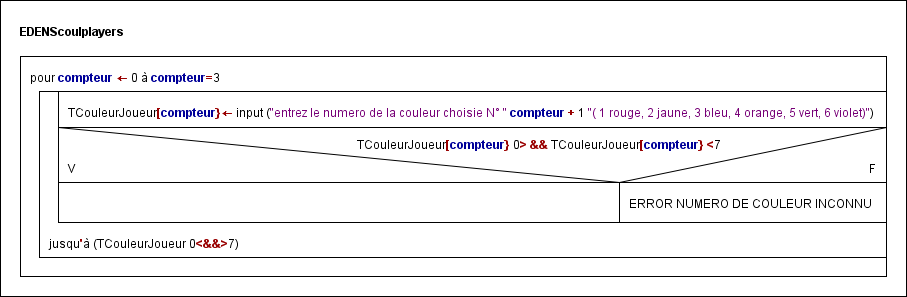 EDENScoulplayers
pour compteur ← 0 à compteur=3
TCouleurJoueur[compteur} ← input ("entrez le numero de la couleur choisie N° " compteur + 1 "( 1 rouge, 2 jaune, 3 bleu, 4 orange, 5 vert, 6 violet)")
TCouleurJoueur[compteur} 0> && TCouleurJoueur[compteur} <7
V F
ERROR NUMERO DE COULEUR INCONNU
jusqu'à (TCouleurJoueur 0<&&>7)